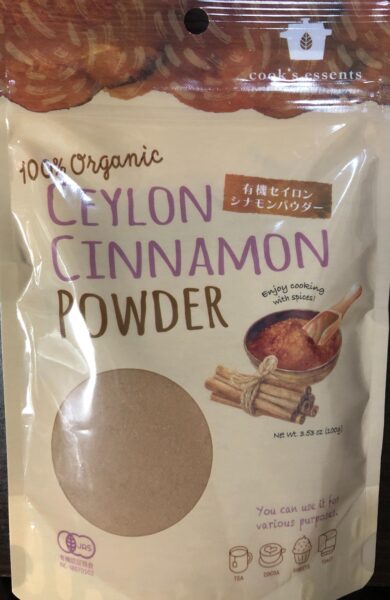 cook's essents
100% Organic
CEYLON
CINNAMON
POWDER
有機セイロン
シナモンパウダー
Enjoy cooking
with spices!
Net Wt. 3.53 oz (100g)
You can use it for
various purposes.
JAS
TEA
COCOA
SWEETS
TOAST